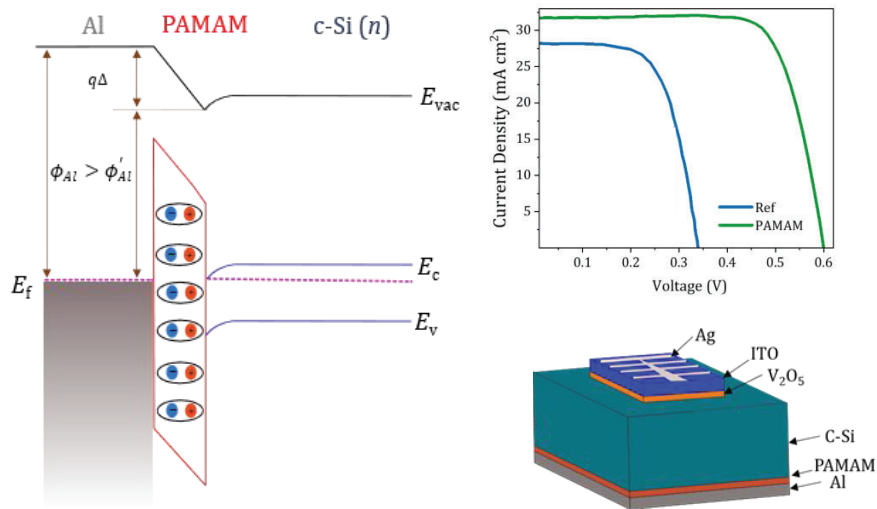 Al
PAMAM
c-Si (n)
qΔ
E_vac
ϕ_Al > ϕ'_Al
− +
− +
− +
− +
− +
− +
E_c
E_f
E_v
Current Density (mA cm²)
30
25
20
15
10
5
Ref
PAMAM
0.1 0.2 0.3 0.4 0.5 0.6
Voltage (V)
Ag
ITO
V₂O₅
C-Si
PAMAM
Al